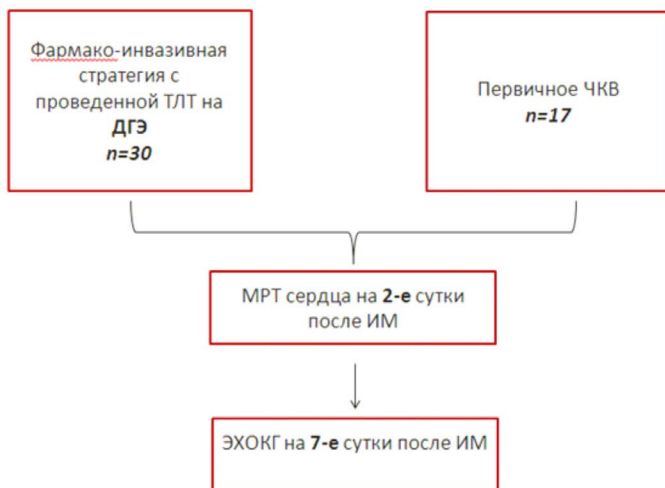 Фармако-инвазивная
стратегия с
проведенной ТЛТ на
ДГЭ
n=30
Первичное ЧКВ
n=17
МРТ сердца на 2-е сутки
после ИМ
ЭХОКГ на 7-е сутки после ИМ